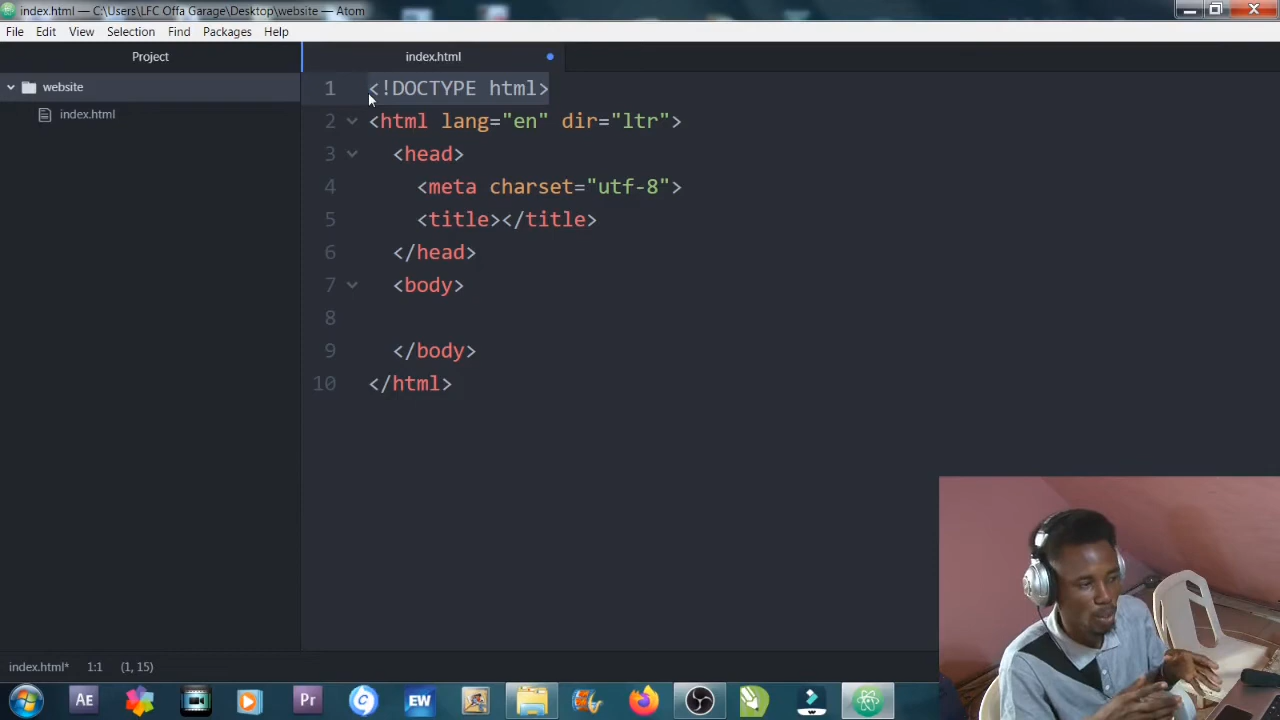 index.html — C:\Users\LFC Offa Garage\Desktop\website — Atom
File Edit View Selection Find Packages Help
Project
index.html
website
index.html
1 <!DOCTYPE html>
2 <html lang="en" dir="ltr">
3 <head>
4 <meta charset="utf-8">
5 <title></title>
6 </head>
7 <body>
8
9 </body>
10 </html>
index.html* 1:1 (1, 15)
Ae Pr EW